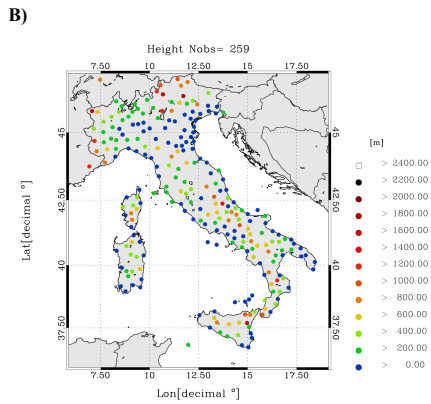 B)
Height Nobs= 259
7.50 10 12.50 15 17.50
45 45
[m]
> 2400.00
> 2200.00
> 2000.00
> 1800.00
> 1600.00
> 1400.00
> 1200.00
> 1000.00
> 800.00
> 600.00
> 400.00
> 200.00
> 0.00
Lat[decimal °]
42.50 42.50
40 40
37.50 37.50
7.50 10 12.50 15 17.50
Lon[decimal °]